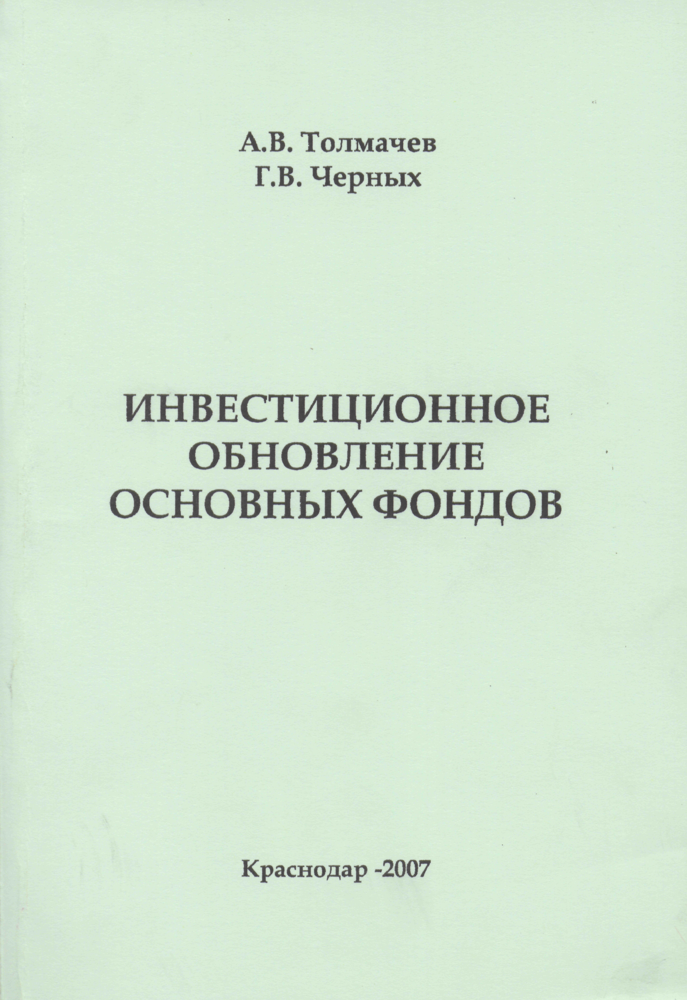 А.В. Толмачев
Г.В. Черных
ИНВЕСТИЦИОННОЕ
ОБНОВЛЕНИЕ
ОСНОВНЫХ ФОНДОВ
Краснодар -2007